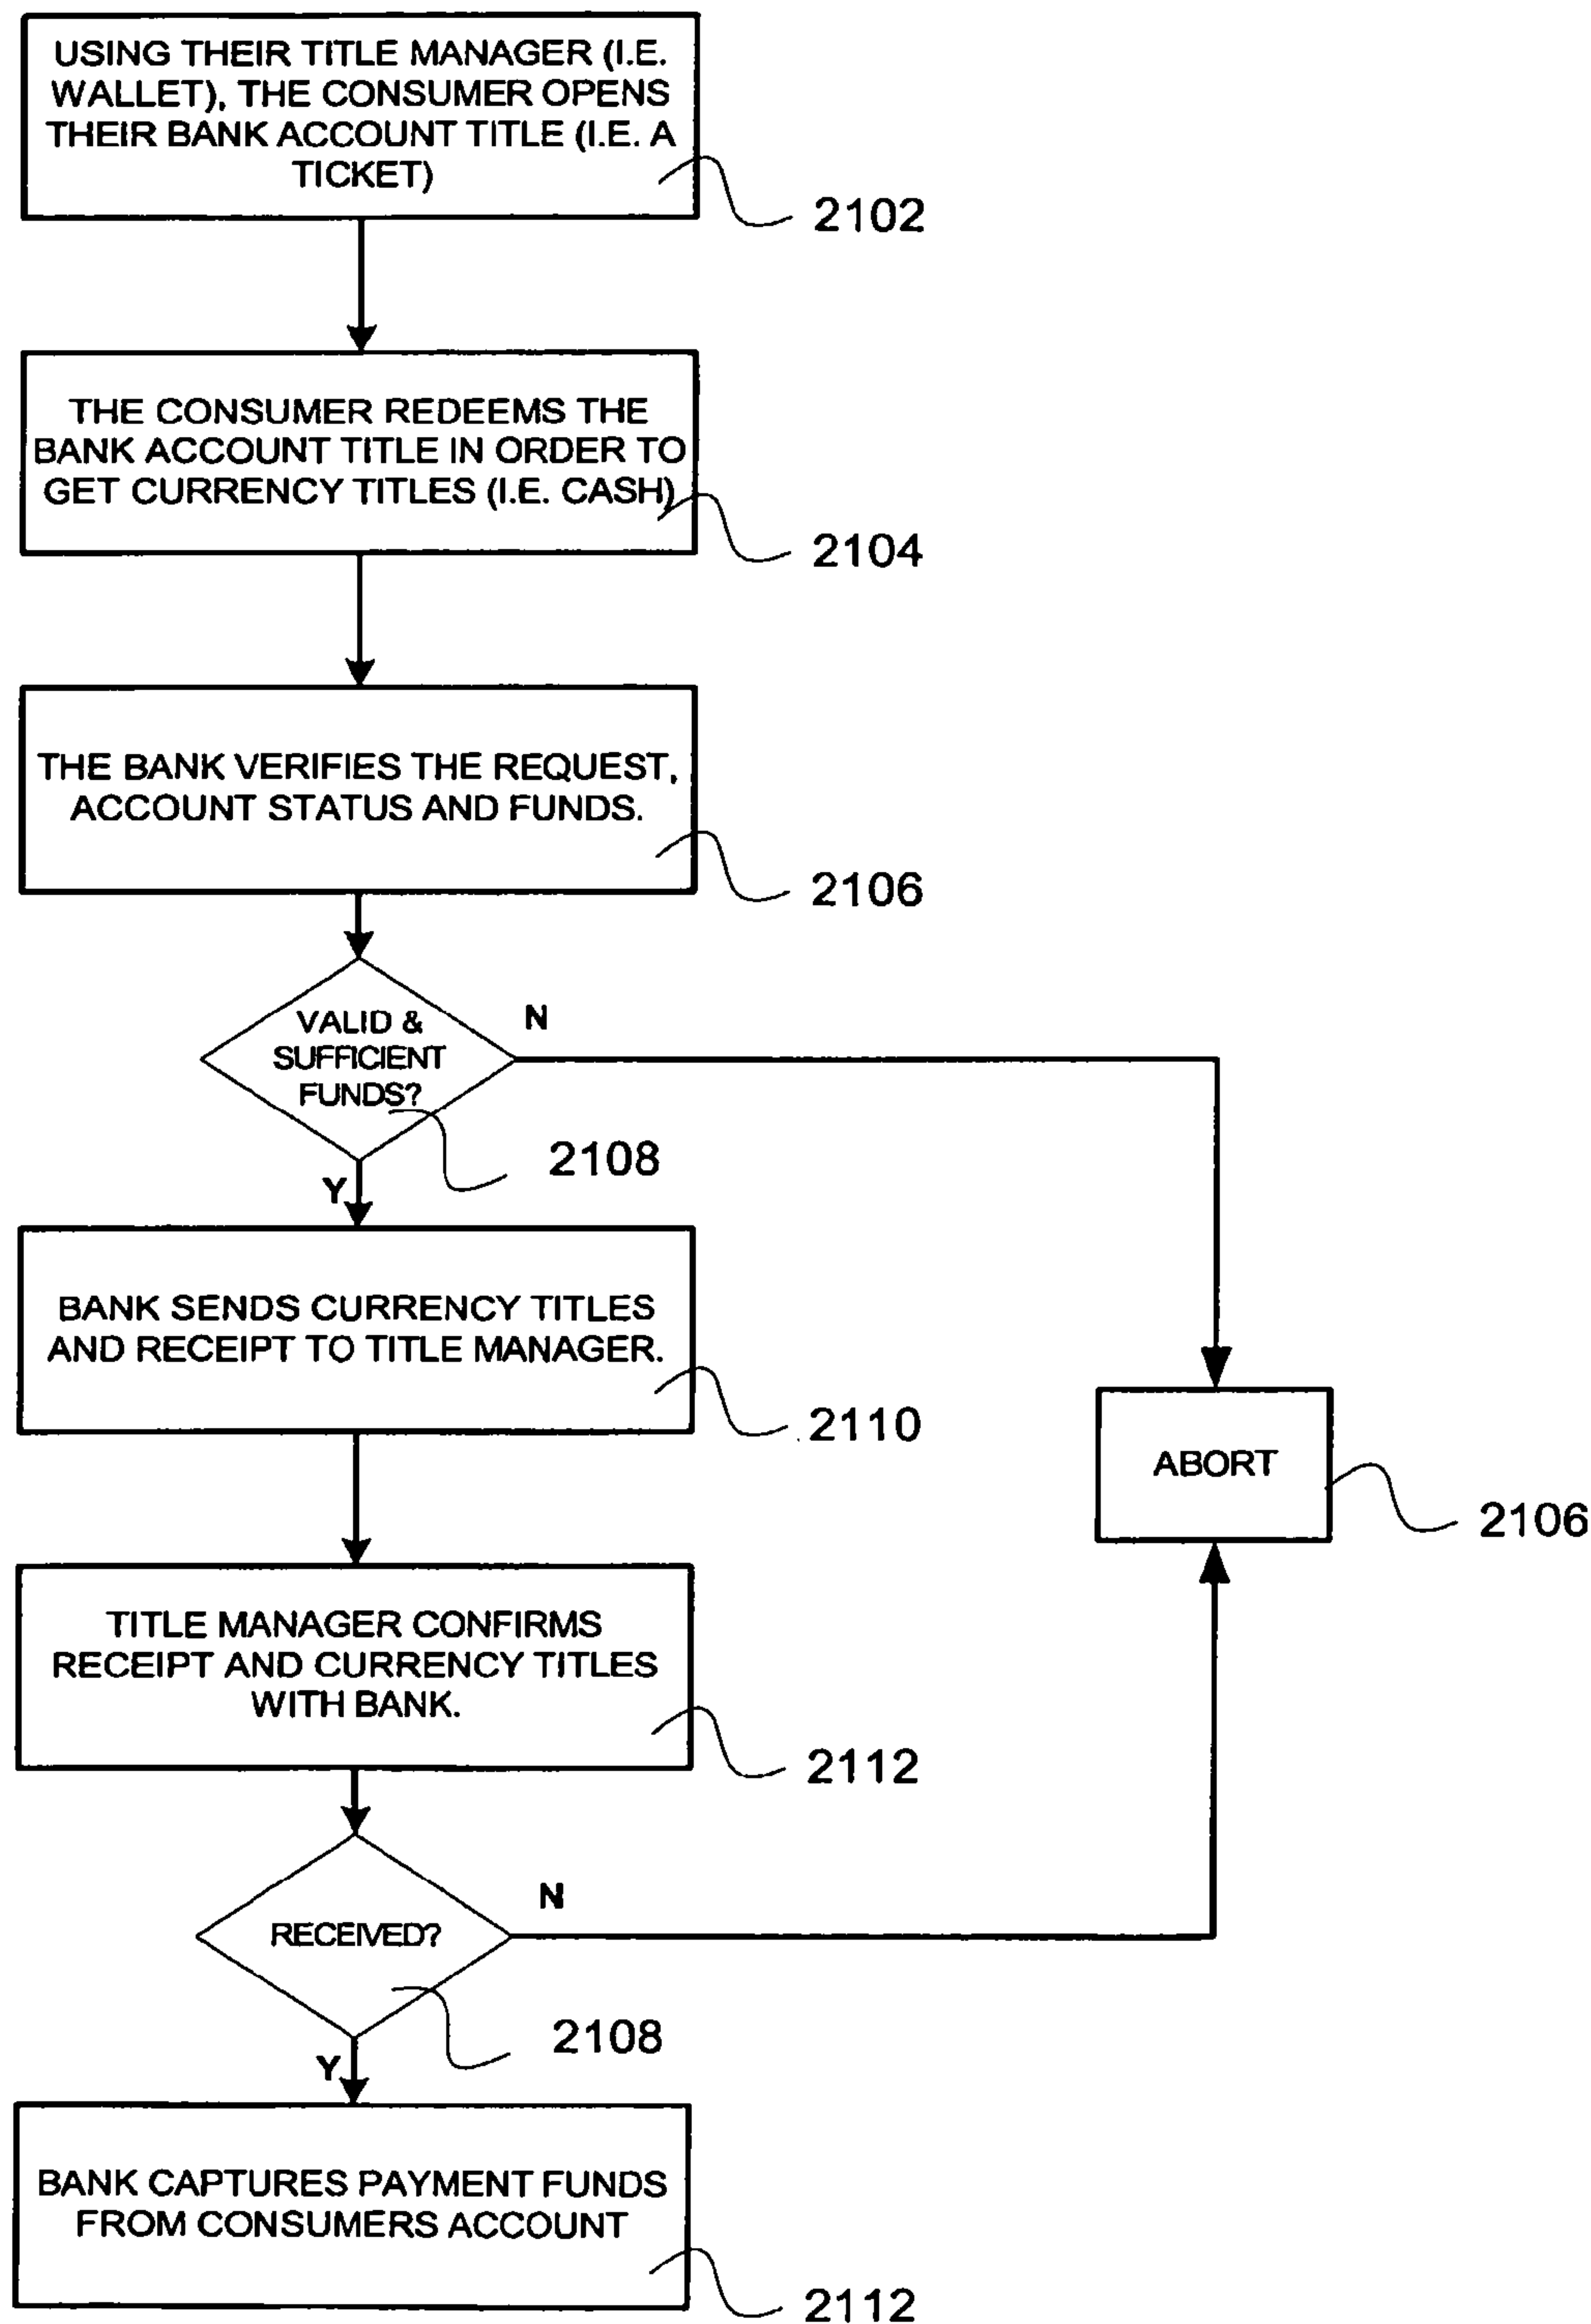 USING THEIR TITLE MANAGER (I.E.
WALLET), THE CONSUMER OPENS
THEIR BANK ACCOUNT TITLE (I.E. A
TICKET)
2102
THE CONSUMER REDEEMS THE
BANK ACCOUNT TITLE IN ORDER TO
GET CURRENCY TITLES (I.E. CASH)
2104
THE BANK VERIFIES THE REQUEST,
ACCOUNT STATUS AND FUNDS.
2106
VALID &
SUFFICIENT
FUNDS?
N
2108
Y
BANK SENDS CURRENCY TITLES
AND RECEIPT TO TITLE MANAGER.
2110
ABORT
2106
TITLE MANAGER CONFIRMS
RECEIPT AND CURRENCY TITLES
WITH BANK.
2112
RECEIVED?
N
2108
Y
BANK CAPTURES PAYMENT FUNDS
FROM CONSUMERS ACCOUNT
2112